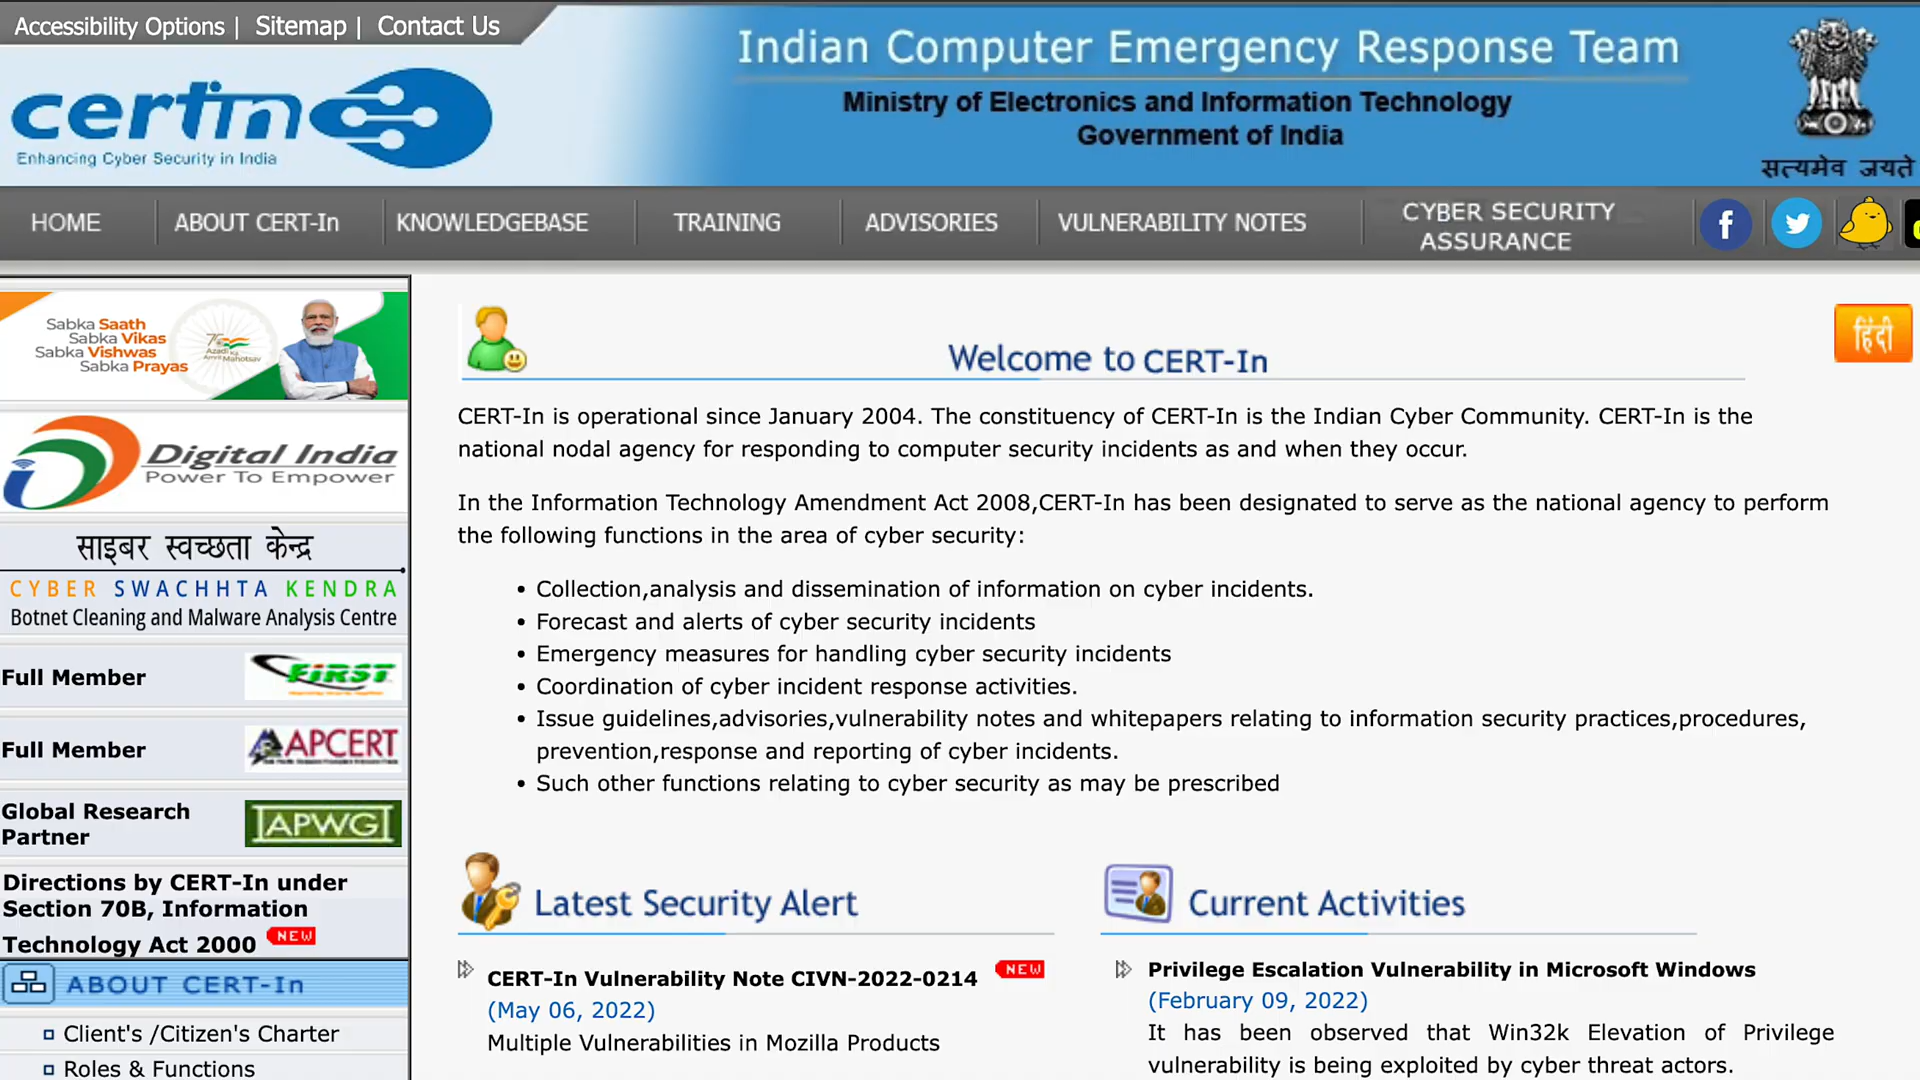 Accessibility Options | Sitemap | Contact Us
certin
Enhancing Cyber Security in India
Indian Computer Emergency Response Team
Ministry of Electronics and Information Technology
Government of India
सत्यमेव जयते
HOME
ABOUT CERT-In
KNOWLEDGEBASE
TRAINING
ADVISORIES
VULNERABILITY NOTES
CYBER SECURITY
ASSURANCE
Sabka Saath
Sabka Vikas
Sabka Vishwas
Sabka Prayas
Azadi Ka
Amrit Mahotsav
Digital India
Power To Empower
साइबर स्वच्छता केन्द्र
CYBER SWACHHTA KENDRA
Botnet Cleaning and Malware Analysis Centre
Full Member
FiRST
Full Member
APCERT
Global Research
Partner
APWG
Directions by CERT-In under
Section 70B, Information
Technology Act 2000 NEW
ABOUT CERT-In
Client's /Citizen's Charter
Roles & Functions
हिंदी
Welcome to CERT-In
CERT-In is operational since January 2004. The constituency of CERT-In is the Indian Cyber Community. CERT-In is the
national nodal agency for responding to computer security incidents as and when they occur.
In the Information Technology Amendment Act 2008,CERT-In has been designated to serve as the national agency to perform
the following functions in the area of cyber security:
• Collection,analysis and dissemination of information on cyber incidents.
• Forecast and alerts of cyber security incidents
• Emergency measures for handling cyber security incidents
• Coordination of cyber incident response activities.
• Issue guidelines,advisories,vulnerability notes and whitepapers relating to information security practices,procedures,
prevention,response and reporting of cyber incidents.
• Such other functions relating to cyber security as may be prescribed
Latest Security Alert
CERT-In Vulnerability Note CIVN-2022-0214 NEW
(May 06, 2022)
Multiple Vulnerabilities in Mozilla Products
Current Activities
Privilege Escalation Vulnerability in Microsoft Windows
(February 09, 2022)
It has been observed that Win32k Elevation of Privilege
vulnerability is being exploited by cyber threat actors.